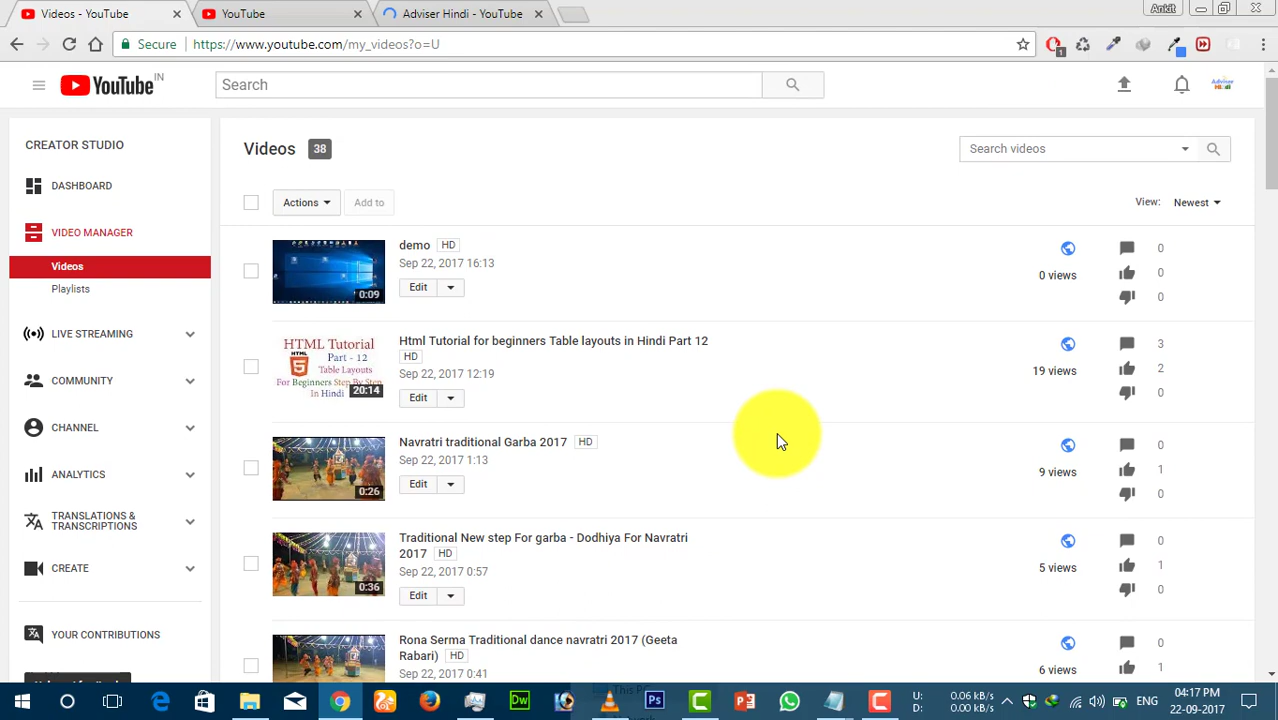 Videos - YouTube
YouTube
Adviser Hindi - YouTube
Ankit
Secure
https://www.youtube.com/my_videos?o=U
1
YouTube IN
Search
Adviser
CREATOR STUDIO
DASHBOARD
VIDEO MANAGER
Videos
Playlists
LIVE STREAMING
COMMUNITY
CHANNEL
ANALYTICS
TRANSLATIONS &
TRANSCRIPTIONS
CREATE
YOUR CONTRIBUTIONS
Videos 38
Search videos
Actions
Add to
View: Newest
demo HD
Sep 22, 2017 16:13
Edit
0:09
0 views
0
0
0
HTML Tutorial
Part - 12
Table Layouts
For Beginners Step By Step
In Hindi
20:14
Html Tutorial for beginners Table layouts in Hindi Part 12
HD
Sep 22, 2017 12:19
Edit
19 views
3
2
0
Navratri traditional Garba 2017 HD
Sep 22, 2017 1:13
Edit
0:26
9 views
0
1
0
Traditional New step For garba - Dodhiya For Navratri
2017 HD
Sep 22, 2017 0:57
Edit
0:36
5 views
0
1
0
Rona Serma Traditional dance navratri 2017 (Geeta
Rabari) HD
Sep 22, 2017 0:41
6 views
0
1
This P
Dw
Ps
U: 0.06 kB/s
D: 0.00 kB/s
ENG
04:17 PM
22-09-2017